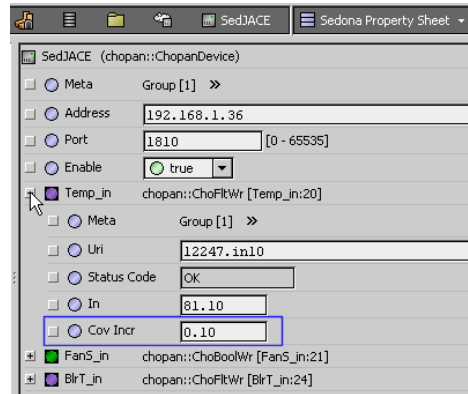 SedJACE Sedona Property Sheet
SedJACE (chopan::ChopanDevice)
Meta Group [1] »
Address 192.168.1.36
Port 1810 [0 - 65535]
Enable true
Temp_in chopan::ChoFltWr [Temp_in:20]
Meta Group [1] »
Uri 12247.in10
Status Code OK
In 81.10
Cov Incr 0.10
FanS_in chopan::ChoBoolWr [FanS_in:21]
BlrT_in chopan::ChoFltWr [BlrT_in:24]